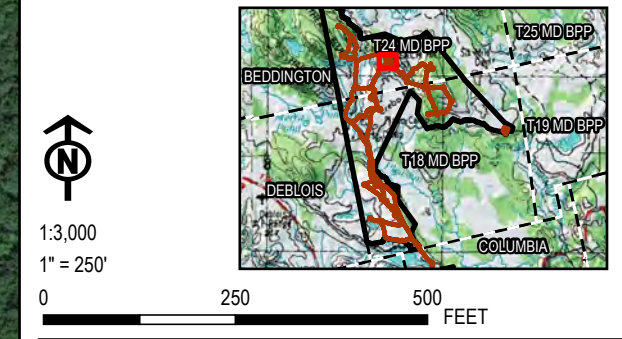 T25 MD BPP
T24 MD BPP
BEDDINGTON
T19 MD BPP
T18 MD BPP
DEBLOIS
COLUMBIA
N
1:3,000
1" = 250'
0 250 500
FEET